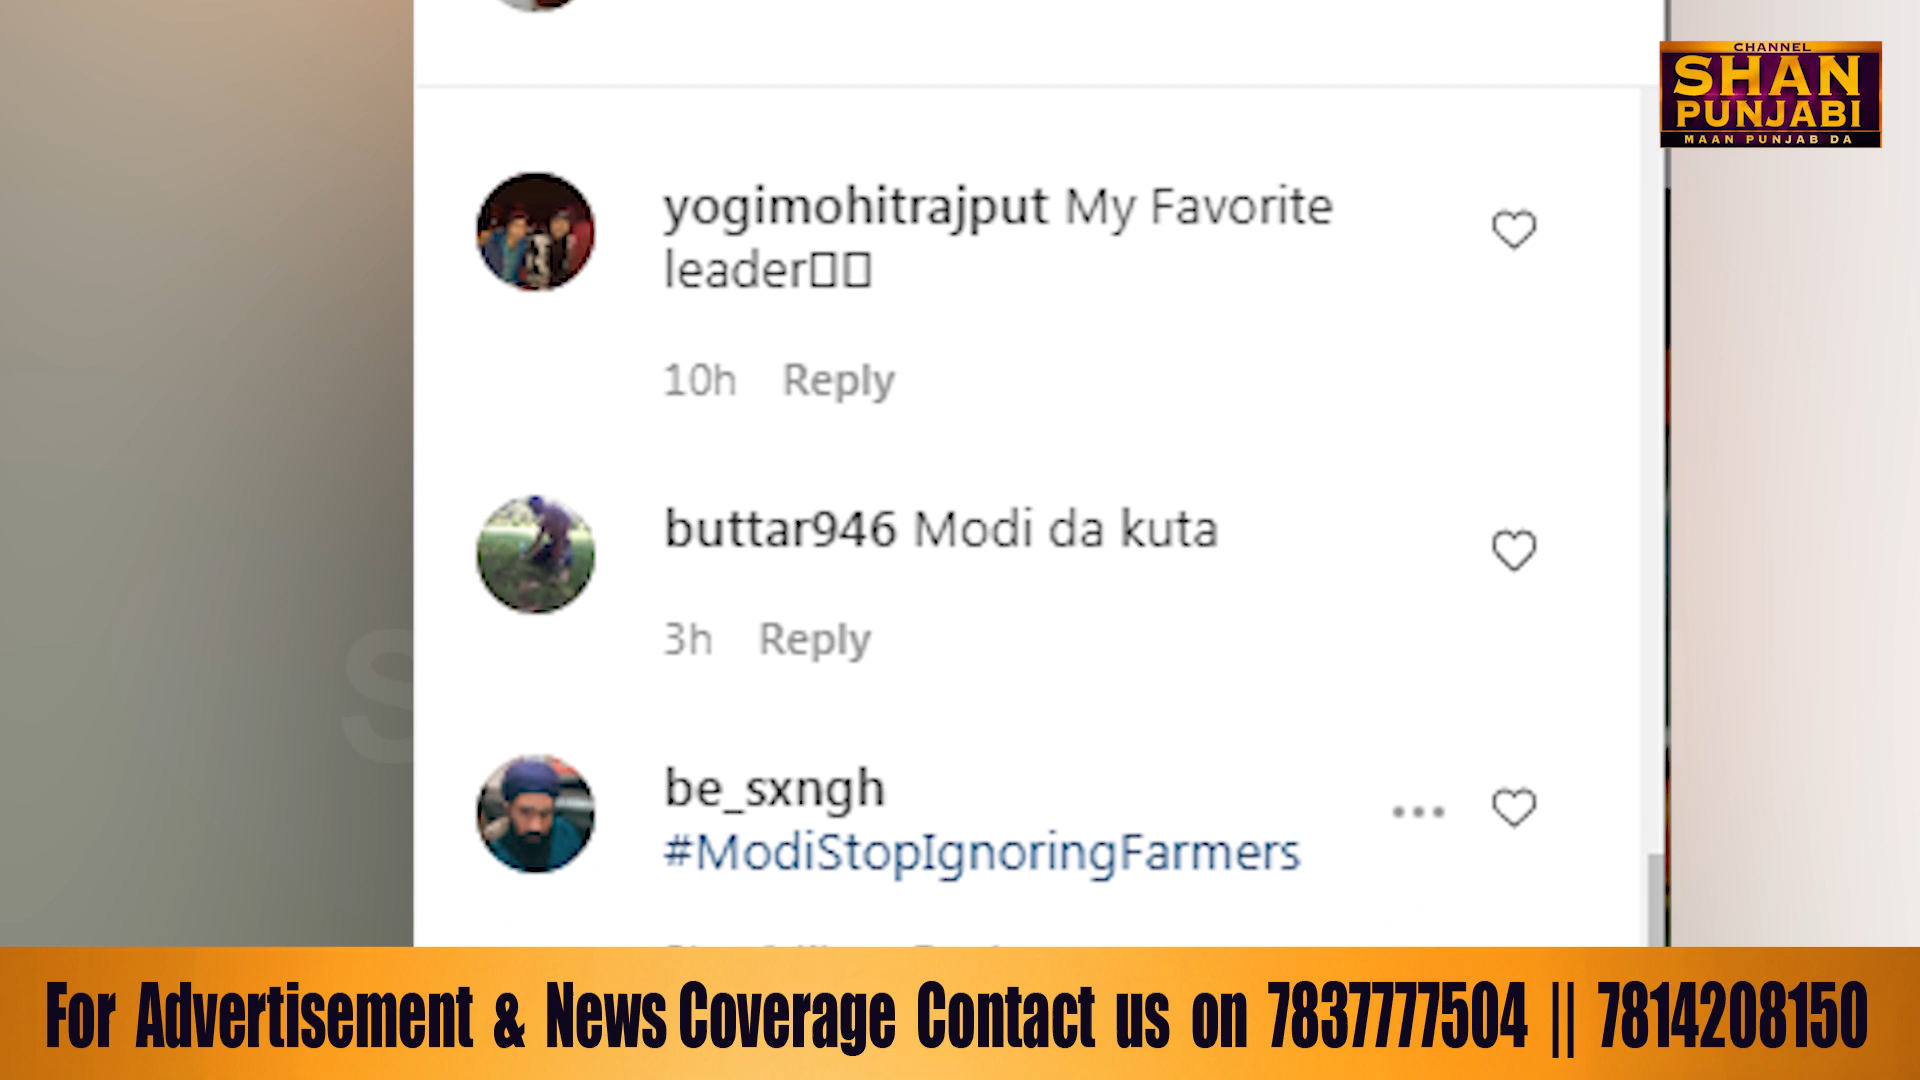 CHANNEL
SHAN
PUNJABI
MAAN PUNJAB DA
yogimohitrajput My Favorite
leader
10h Reply
buttar946 Modi da kuta
3h Reply
be_sxngh
#ModiStopIgnoringFarmers
For Advertisement & News Coverage Contact us on 7837777504 || 7814208150